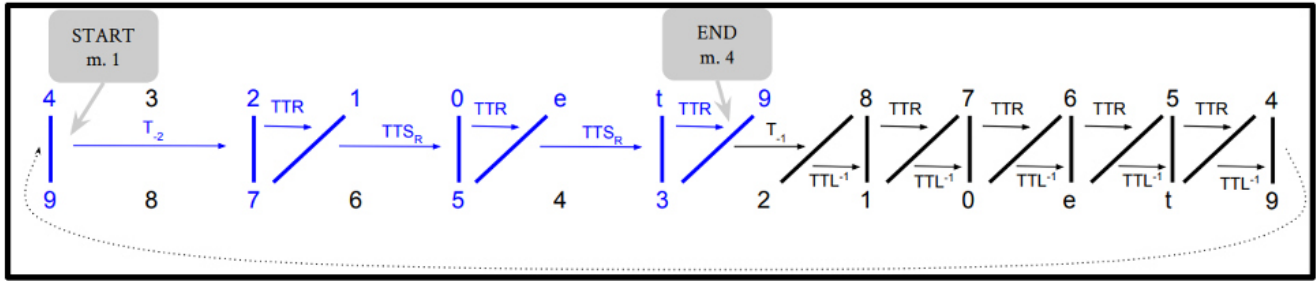 START END
m. 1 m. 4
4 3 2 1 0 e t 9 8 7 6 5 4
TTR TTR TTR TTR TTR TTR TTR
T-2 TTS_R TTS_R T-1
TTL⁻¹ TTL⁻¹ TTL⁻¹ TTL⁻¹ TTL⁻¹
9 8 7 6 5 4 3 2 1 0 e t 9